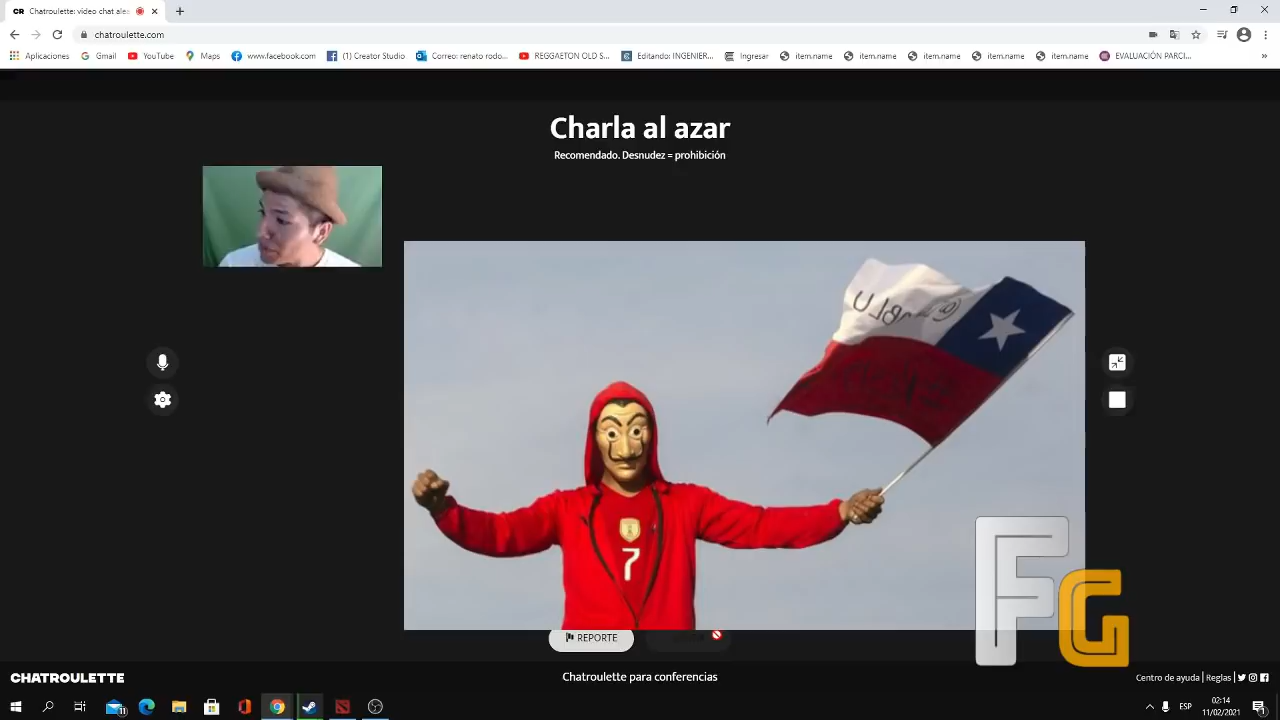 CR Chatroulette: video chat alea
chatroulette.com
Aplicaciones Gmail YouTube Maps www.facebook.com (1) Creator Studio Correo: renato rodo... REGGAETON OLD S... Editando: INGENIER... Ingresar item.name item.name item.name item.name item.name EVALUACIÓN PARCI... »
Charla al azar
Recomendado. Desnudez = prohibición
7
FG
REPORTE
CHATROULETTE
Chatroulette para conferencias
Centro de ayuda | Reglas |
ESP
02:14
11/02/2021